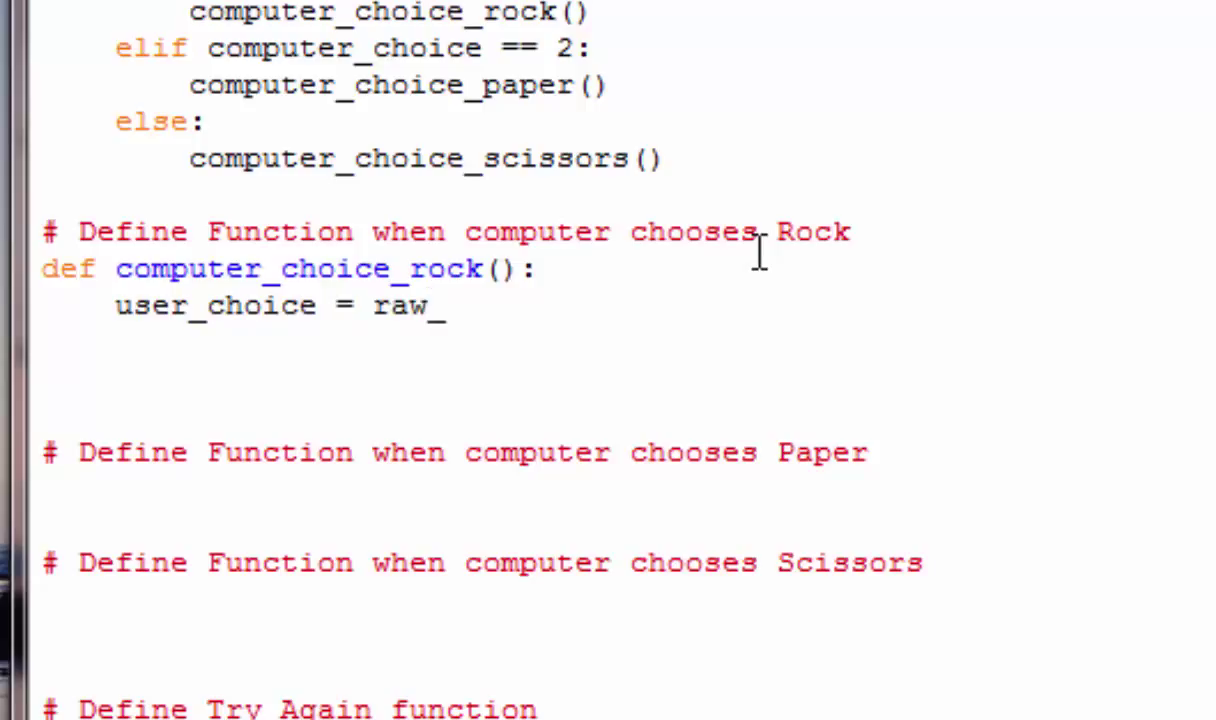 computer_choice_rock()
elif computer_choice == 2:
computer_choice_paper()
else:
computer_choice_scissors()
# Define Function when computer chooses Rock
def computer_choice_rock():
user_choice = raw_
# Define Function when computer chooses Paper
# Define Function when computer chooses Scissors
# Define Try Again function